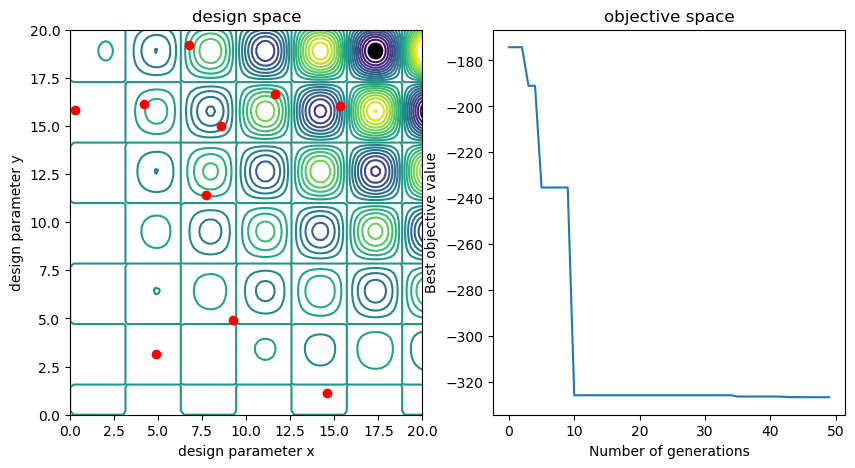 design space
20.0
17.5
15.0
12.5
10.0
7.5
5.0
2.5
0.0
design parameter y
0.0 2.5 5.0 7.5 10.0 12.5 15.0 17.5 20.0
design parameter x
objective space
−180
−200
−220
−240
−260
−280
−300
−320
Best objective value
0 10 20 30 40 50
Number of generations